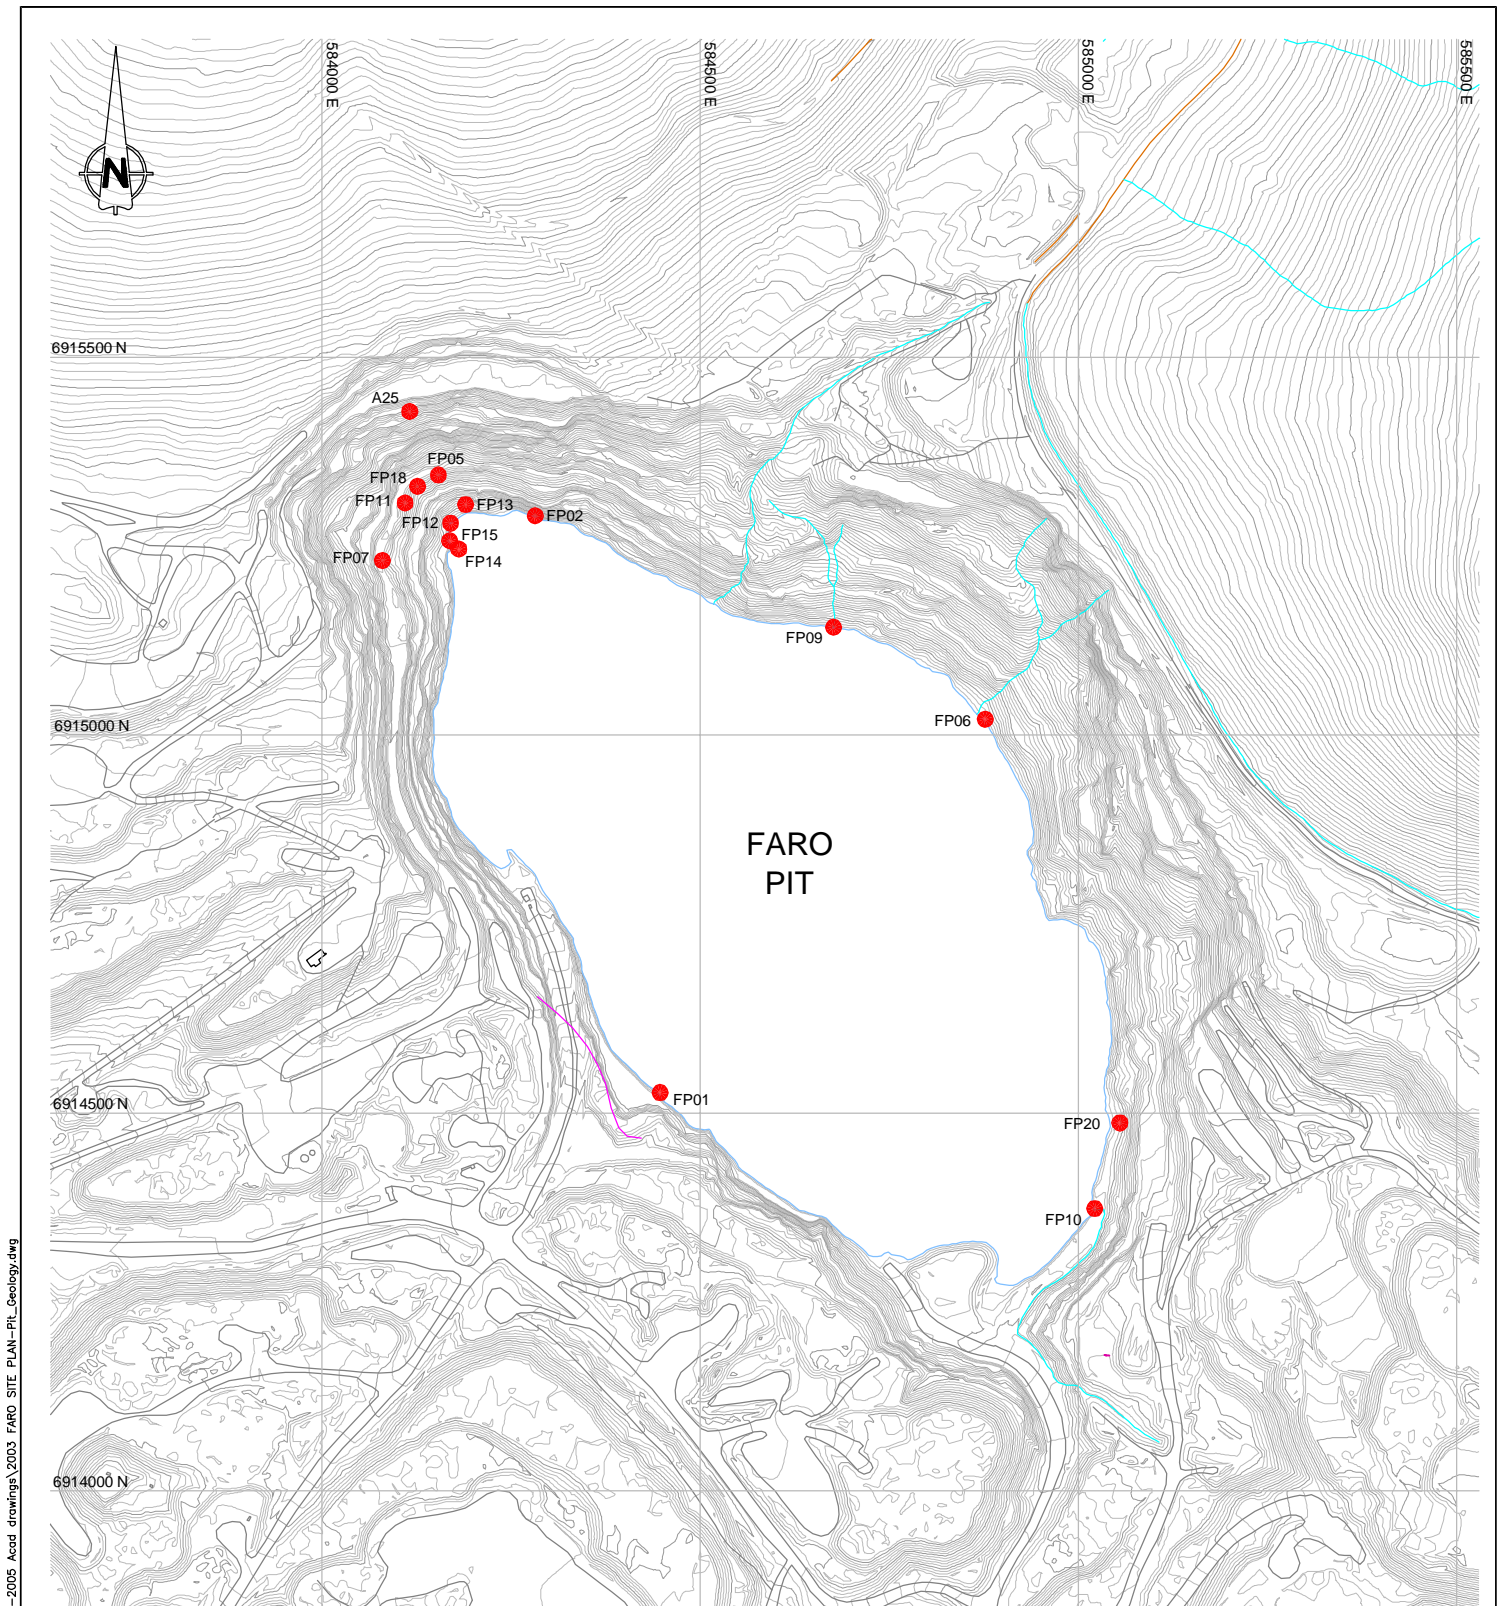 584000 E
584500 E
585000 E
585500 E
N
6915500 N
A25
FP05
FP18
FP11
FP13
FP12
FP02
FP15
FP14
FP07
FP09
FP06
6915000 N
FARO
PIT
FP01
6914500 N
FP20
FP10
6914000 N
-2005 Acad drawings\2003 FARO SITE PLAN-Pit_Geology.dwg